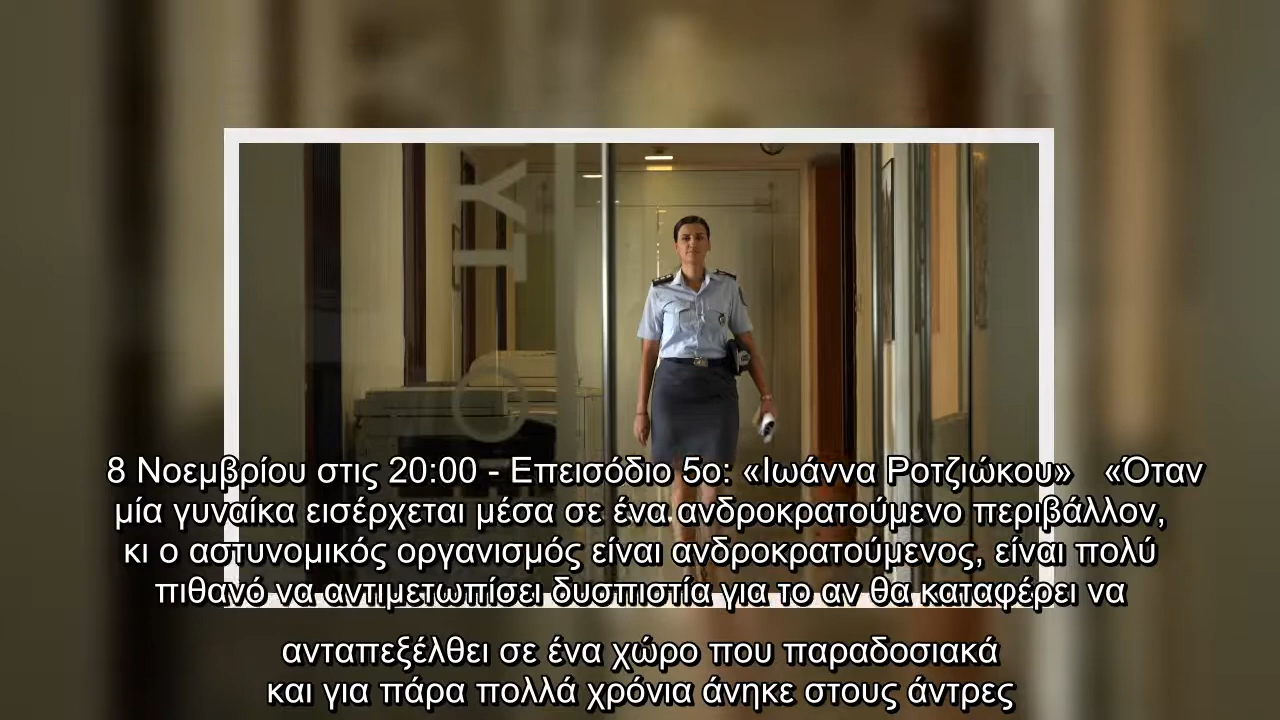 8 Νοεμβρίου στις 20:00 - Επεισόδιο 5ο: «Ιωάννα Ροτζιώκου» «Όταν
μία γυναίκα εισέρχεται μέσα σε ένα ανδροκρατούμενο περιβάλλον,
κι ο αστυνομικός οργανισμός είναι ανδροκρατούμενος, είναι πολύ
πιθανό να αντιμετωπίσει δυσπιστία για το αν θα καταφέρει να
ανταπεξέλθει σε ένα χώρο που παραδοσιακά
και για πάρα πολλά χρόνια άνηκε στους άντρες